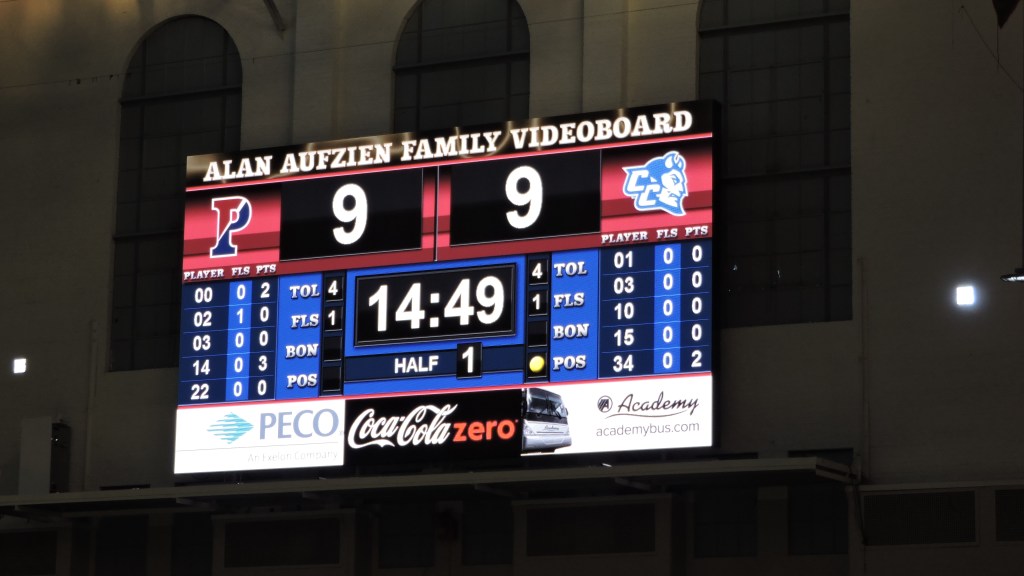 ALAN AUFZIEN FAMILY VIDEOBOARD
P 9 9 CC
PLAYER FLS PTS PLAYER FLS PTS
00 0 2 TOL 4 4 TOL 01 0 0
02 1 0 FLS 1 14:49 1 FLS 03 0 0
03 0 0 BON BON 10 0 0
14 0 3 POS HALF 1 POS 15 0 0
22 0 0 34 0 2
PECO Coca-Cola zero Academy
An Exelon Company academybus.com